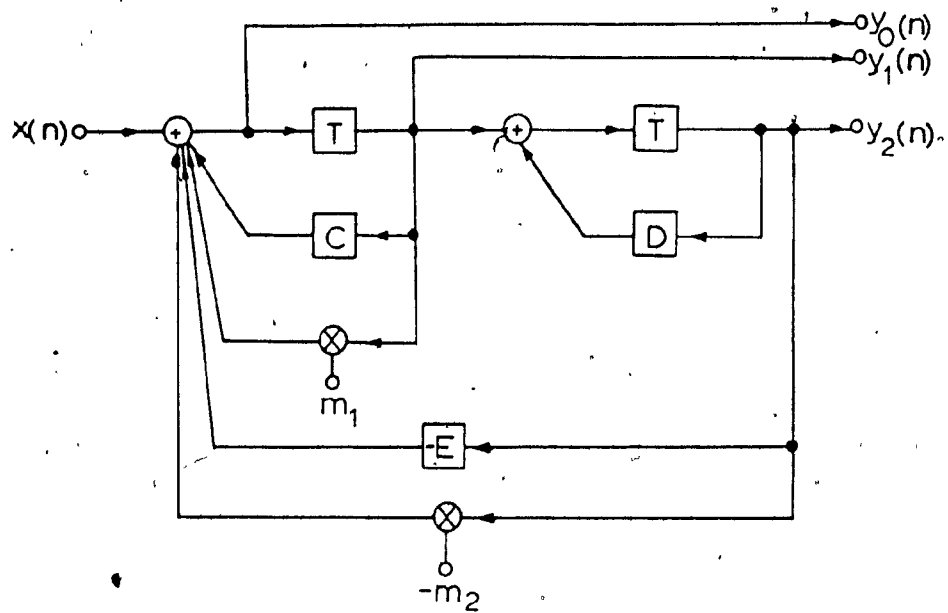 y0(n)
y1(n)
x(n) + T + T y2(n)
C D
m1
-E
-m2